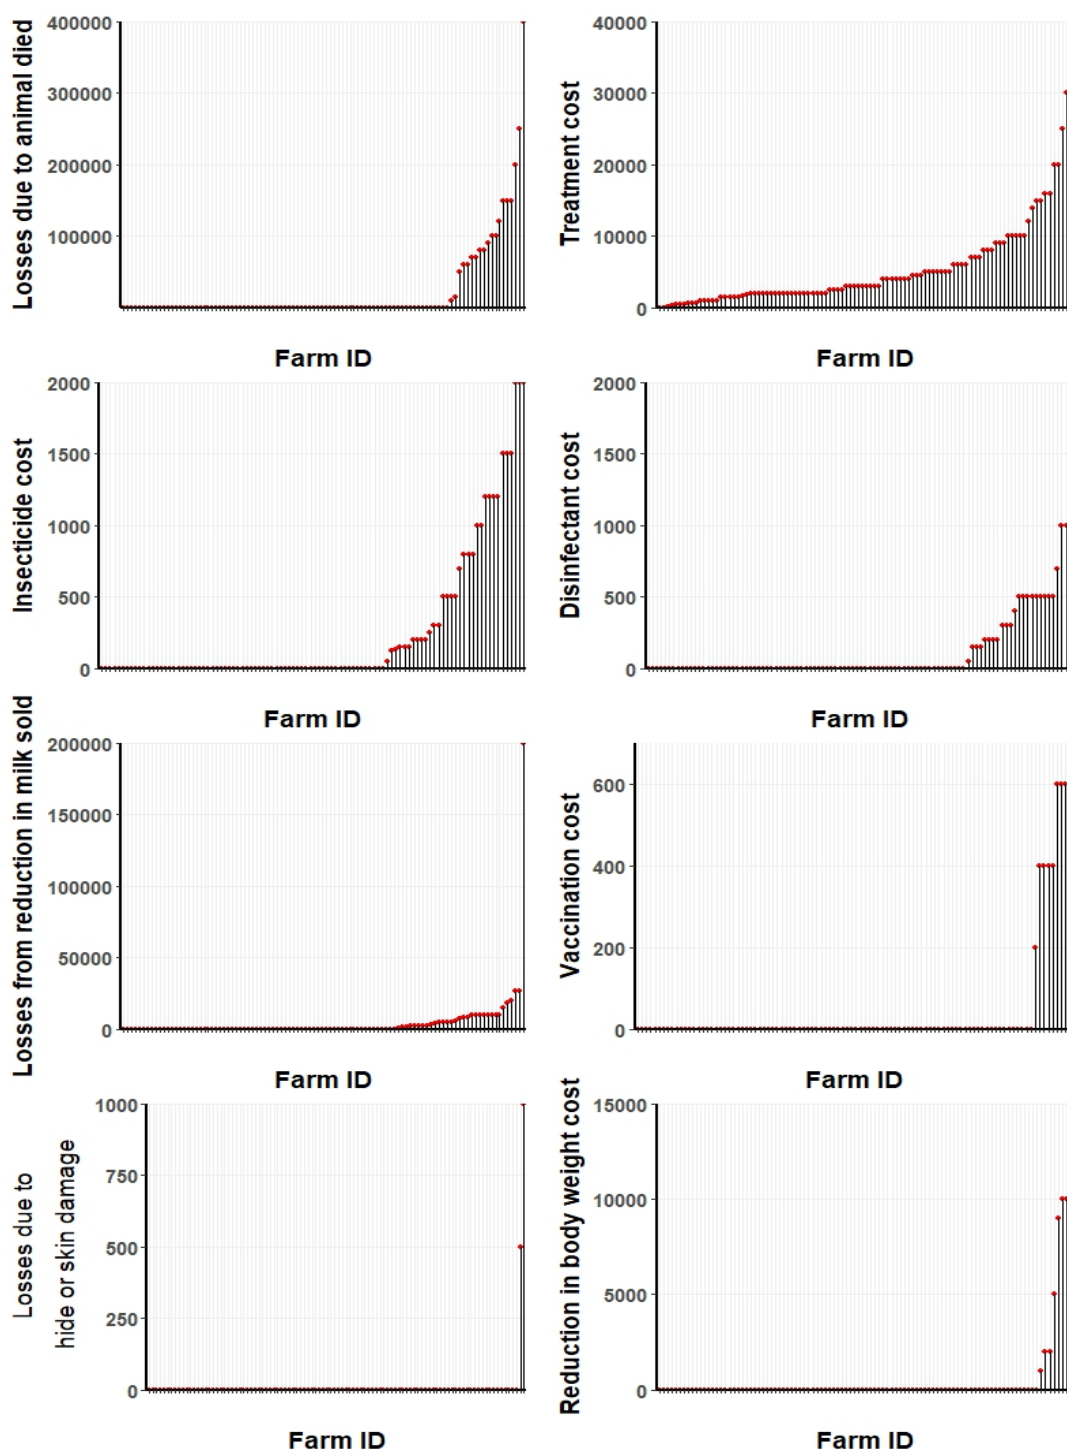 Losses due to animal died
400000
300000
200000
100000
0
Farm ID
Treatment cost
40000
30000
20000
10000
0
Farm ID
Insecticide cost
2000
1500
1000
500
0
Farm ID
Disinfectant cost
2000
1500
1000
500
0
Farm ID
Losses from reduction in milk sold
200000
150000
100000
50000
0
Farm ID
Vaccination cost
600
400
200
0
Farm ID
Losses due to
hide or skin damage
1000
750
500
250
0
Farm ID
Reduction in body weight cost
15000
10000
5000
0
Farm ID